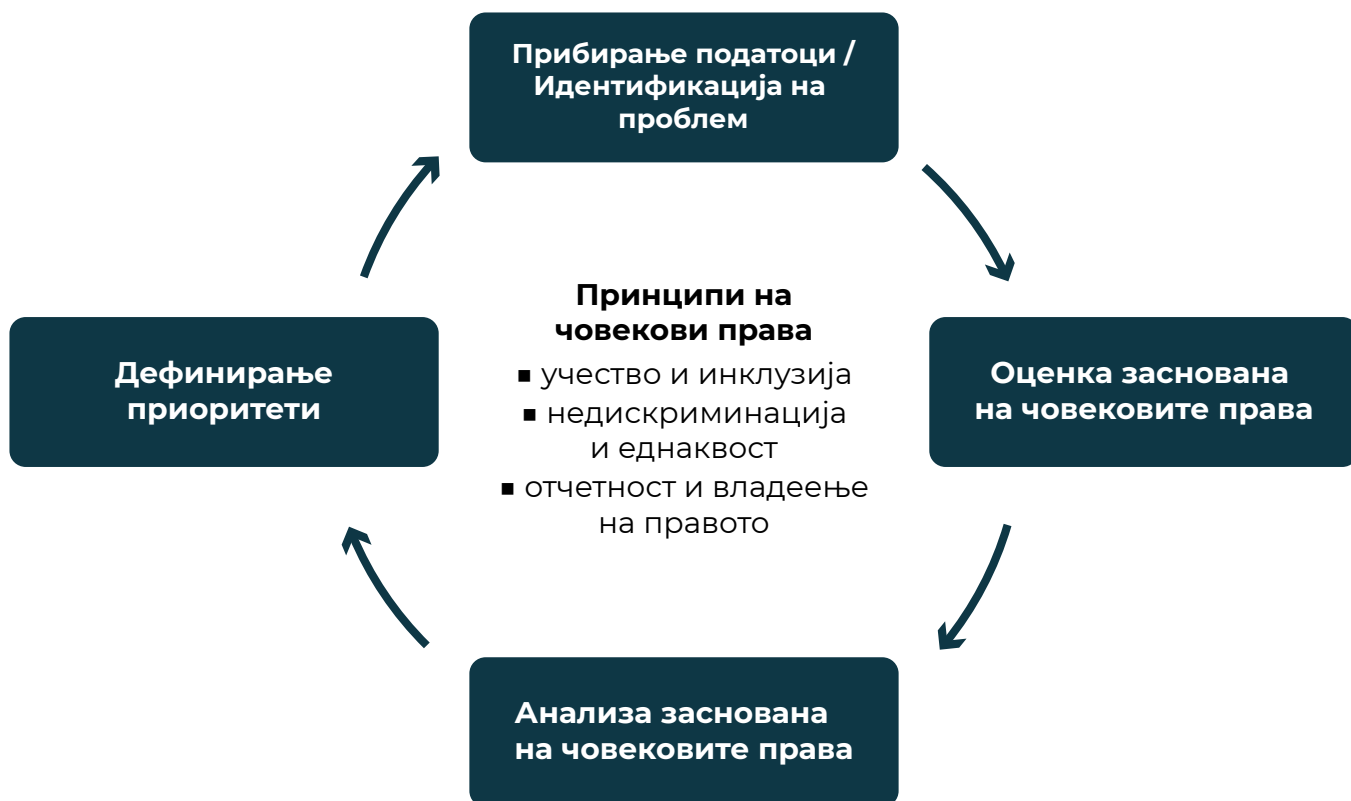 Прибирање податоци /
Идентификација на
проблем
Принципи на
човекови права
▪ учество и инклузија
▪ недискриминација
и еднаквост
▪ отчетност и владеење
на правото
Дефинирање
приоритети
Оценка заснована
на човековите права
Анализа заснована
на човековите права